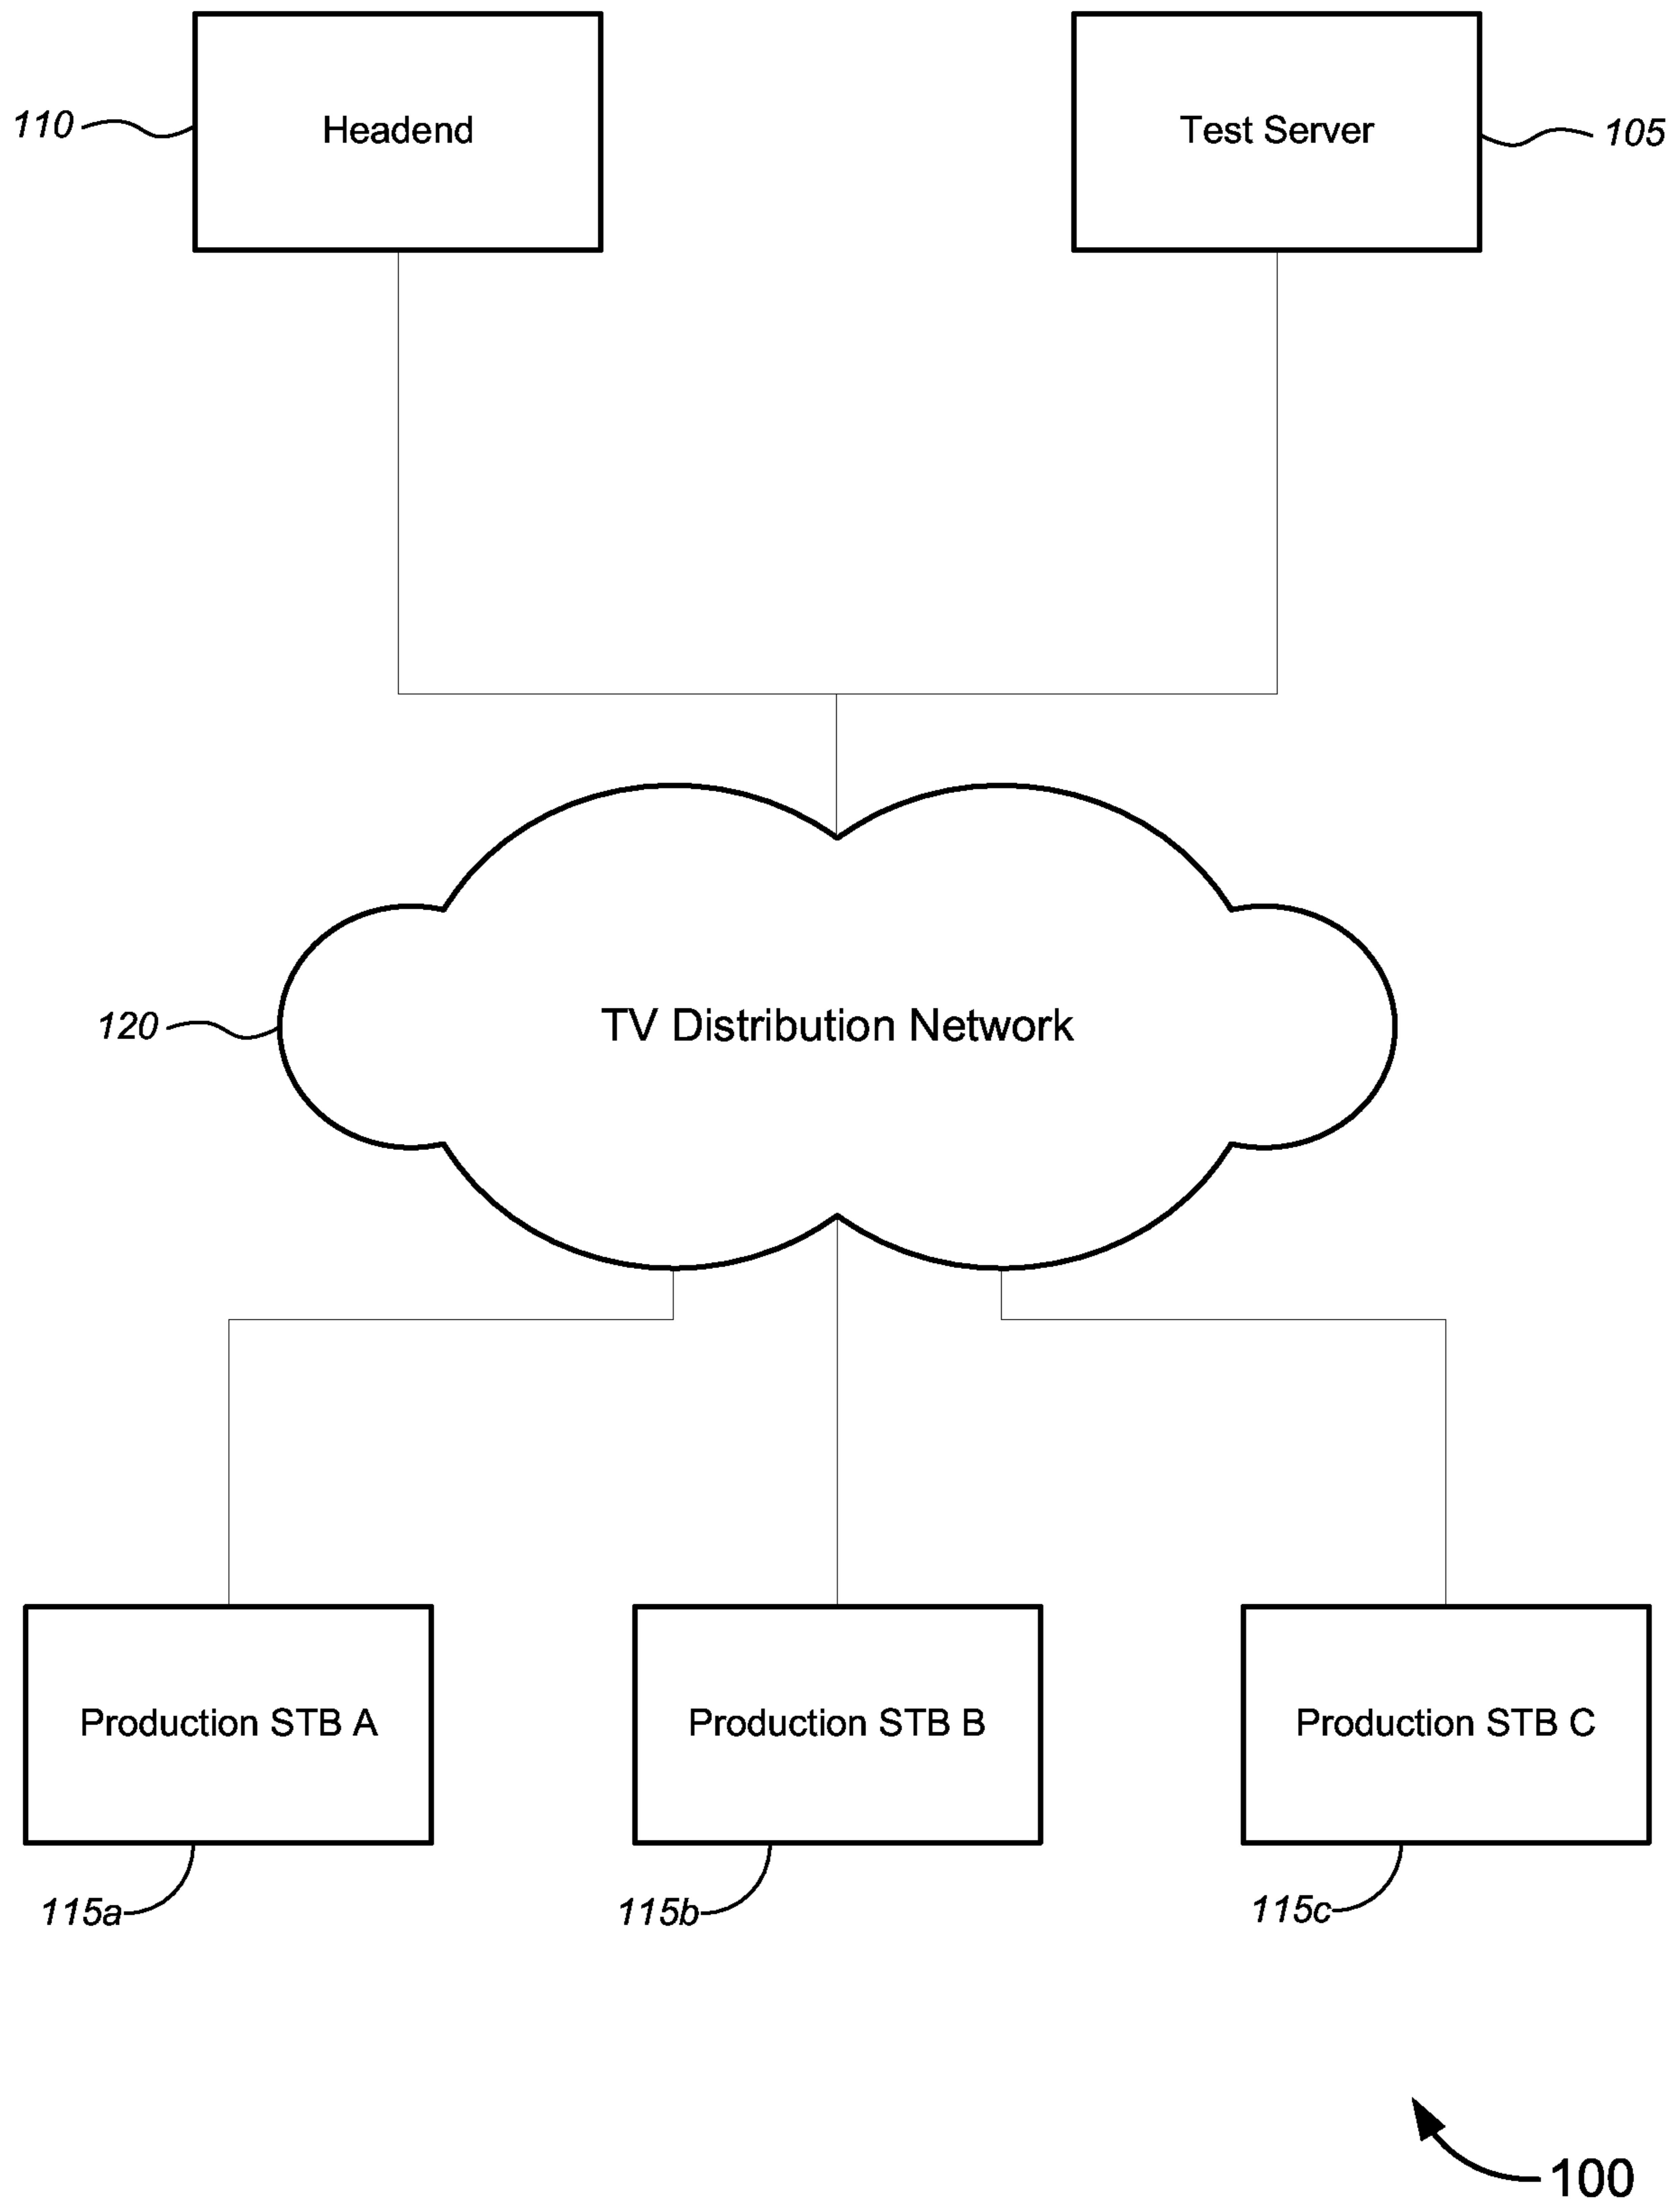 110
Headend
Test Server
105
120
TV Distribution Network
Production STB A
Production STB B
Production STB C
115a
115b
115c
100